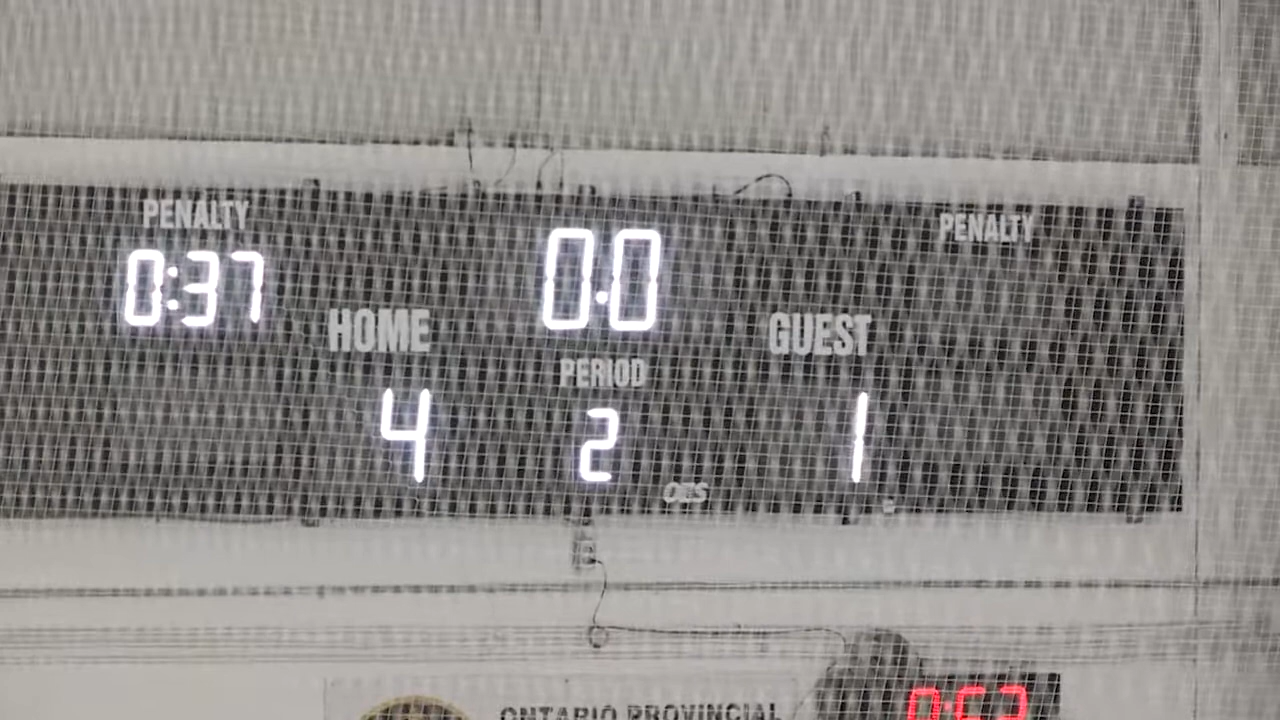 PENALTY
PENALTY
0:37
0.0
HOME
GUEST
PERIOD
4
2
1
OES
ONTARIO PROVINCIAL